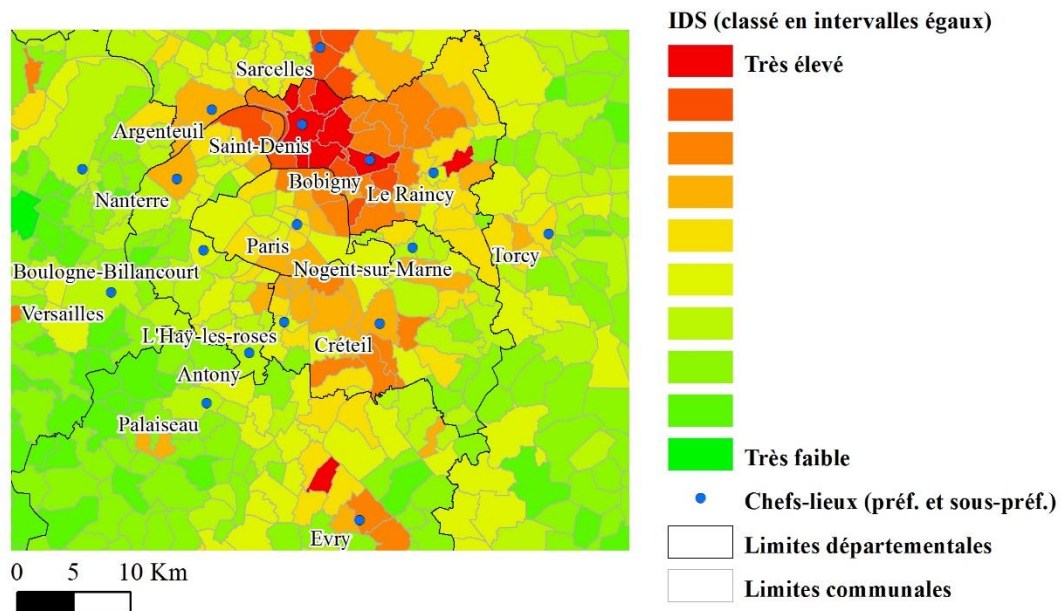 Sarcelles
Argenteuil
Saint-Denis
Bobigny
Le Raincy
Nanterre
Paris
Torcy
Boulogne-Billancourt
Nogent-sur-Marne
Versailles
L'Haÿ-les-roses
Créteil
Antony
Palaiseau
Evry
0 5 10 Km
IDS (classé en intervalles égaux)
Très élevé
Très faible
Chefs-lieux (préf. et sous-préf.)
Limites départementales
Limites communales